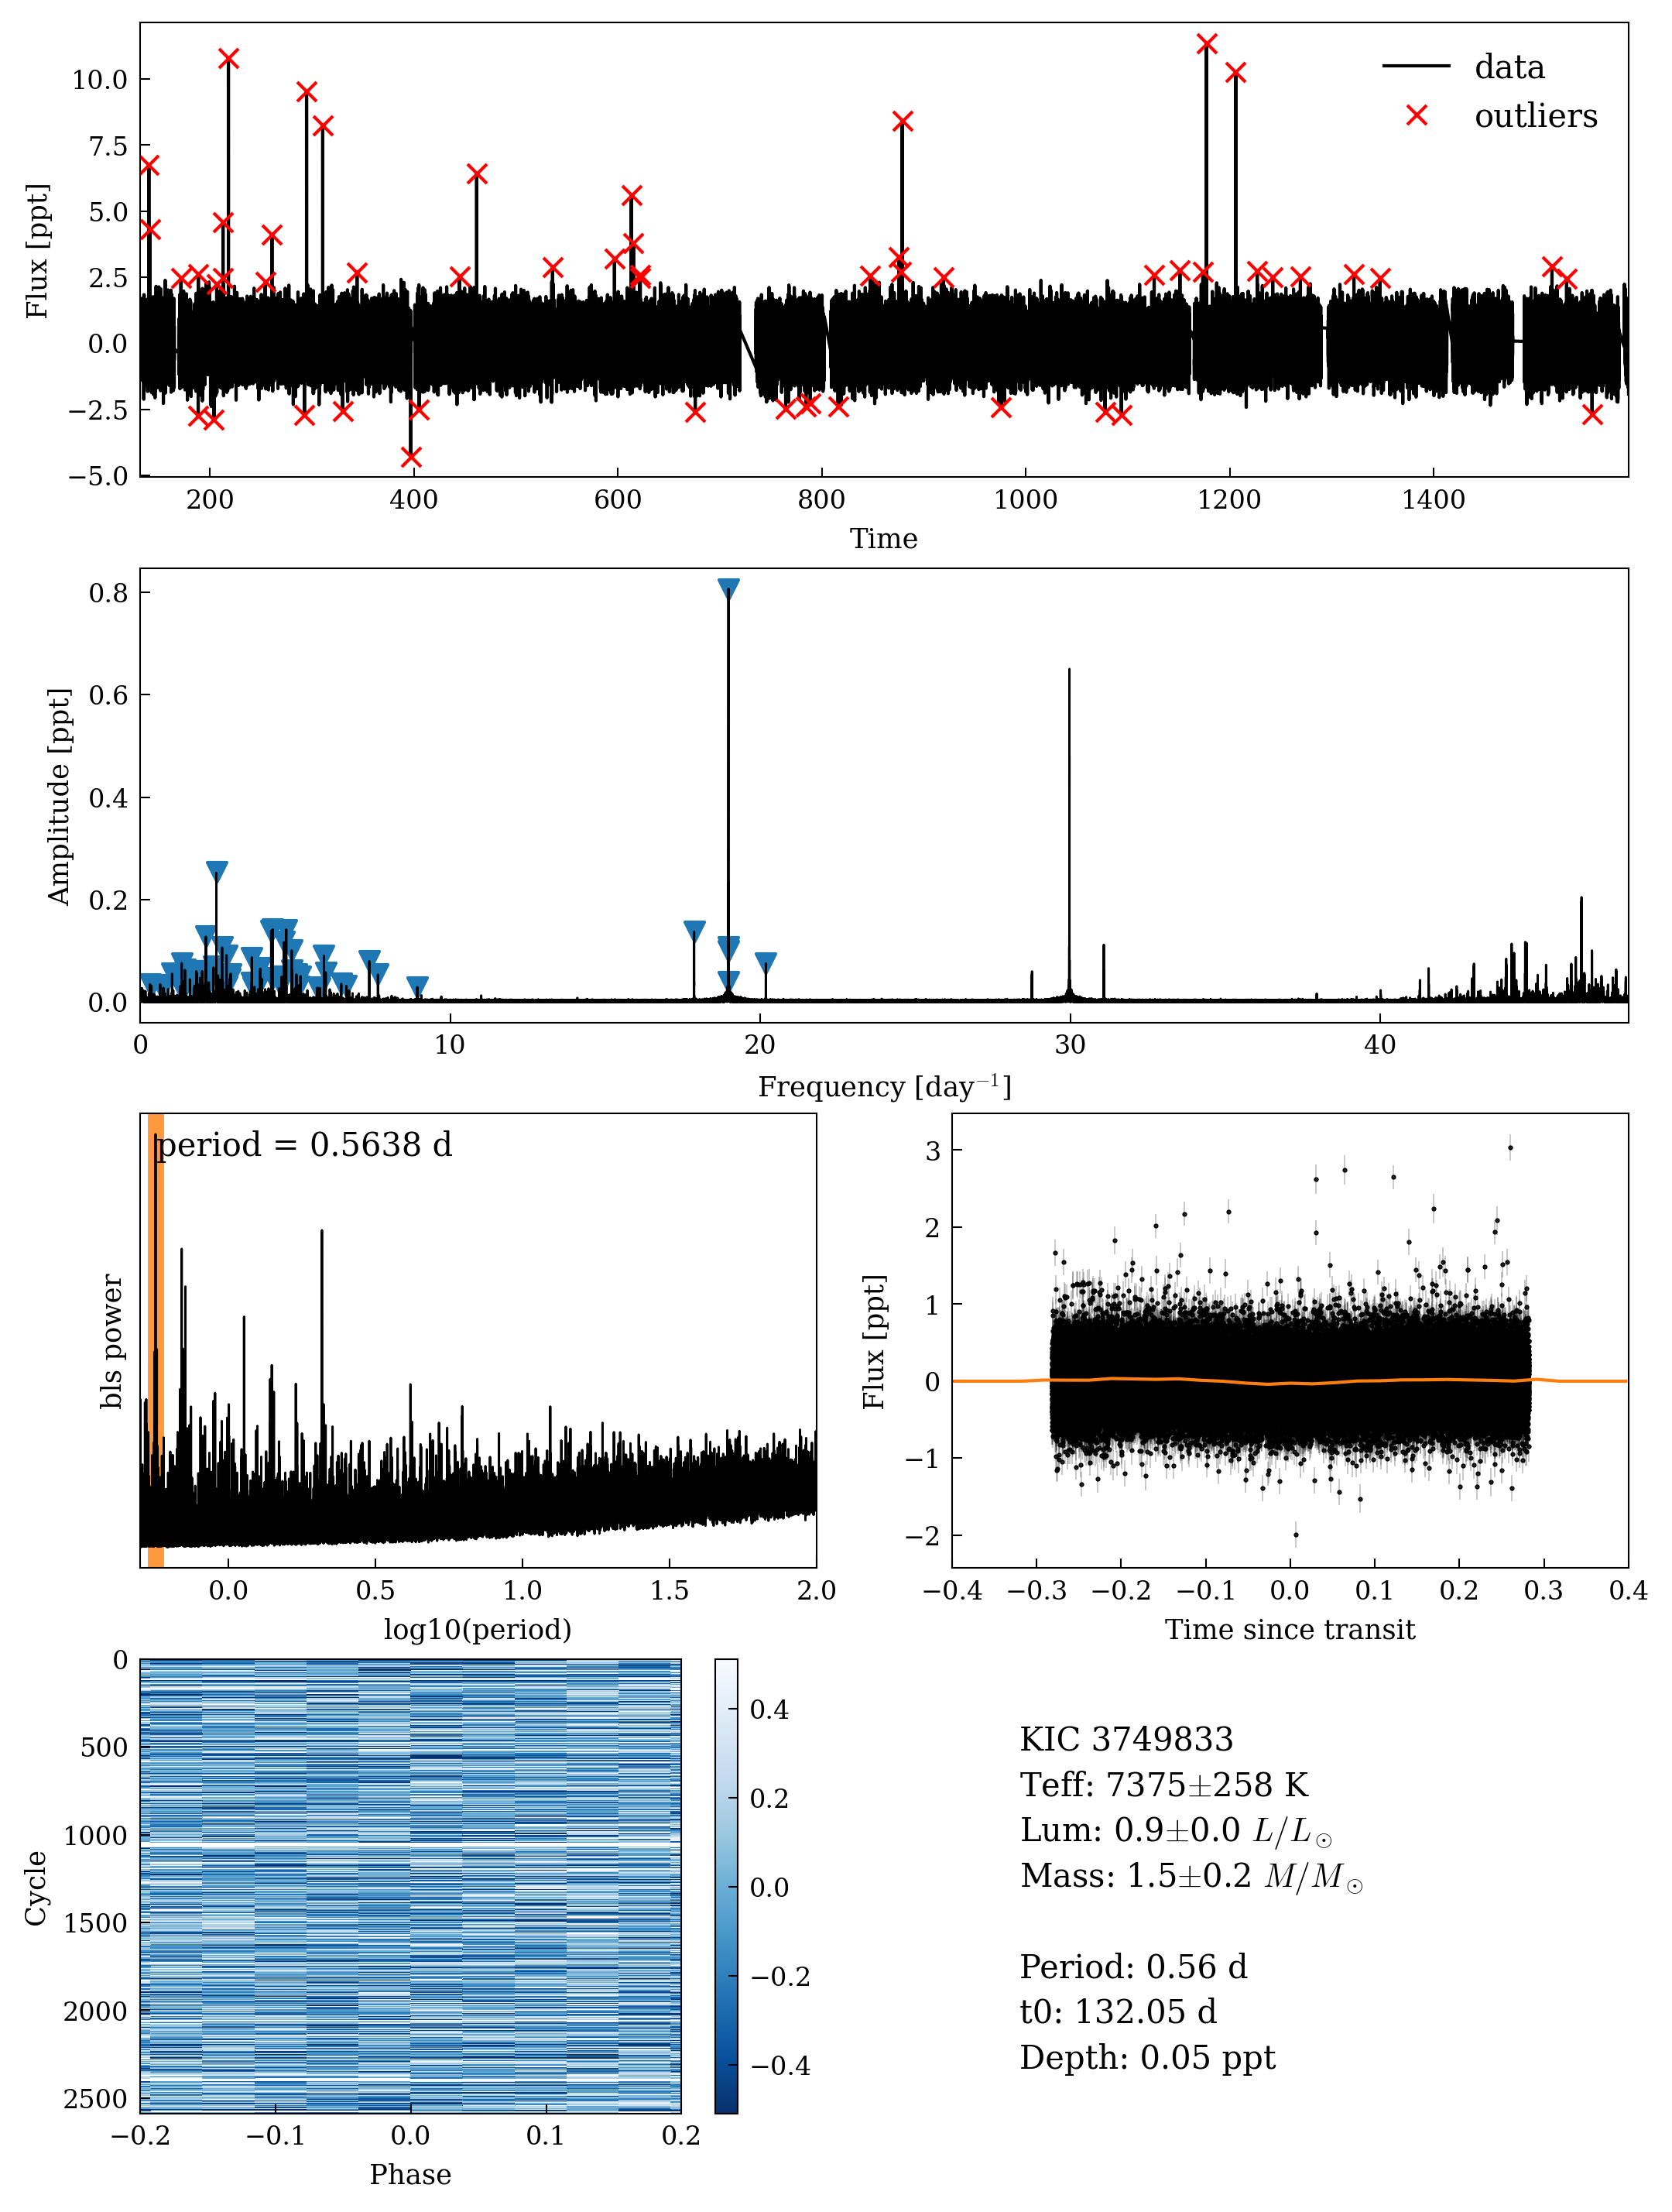 10.0
7.5
5.0
2.5
0.0
−2.5
−5.0
Flux [ppt]
data
outliers
200 400 600 800 1000 1200 1400
Time
0.8
0.6
0.4
0.2
0.0
Amplitude [ppt]
0 10 20 30 40
Frequency [day⁻¹]
period = 0.5638 d
bls power
0.0 0.5 1.0 1.5 2.0
log10(period)
3
2
1
0
−1
−2
Flux [ppt]
−0.4 −0.3 −0.2 −0.1 0.0 0.1 0.2 0.3 0.4
Time since transit
0
500
1000
1500
2000
2500
Cycle
−0.2 −0.1 0.0 0.1 0.2
Phase
0.4
0.2
0.0
−0.2
−0.4
KIC 3749833
Teff: 7375±258 K
Lum: 0.9±0.0 L/L⊙
Mass: 1.5±0.2 M/M⊙
Period: 0.56 d
t0: 132.05 d
Depth: 0.05 ppt